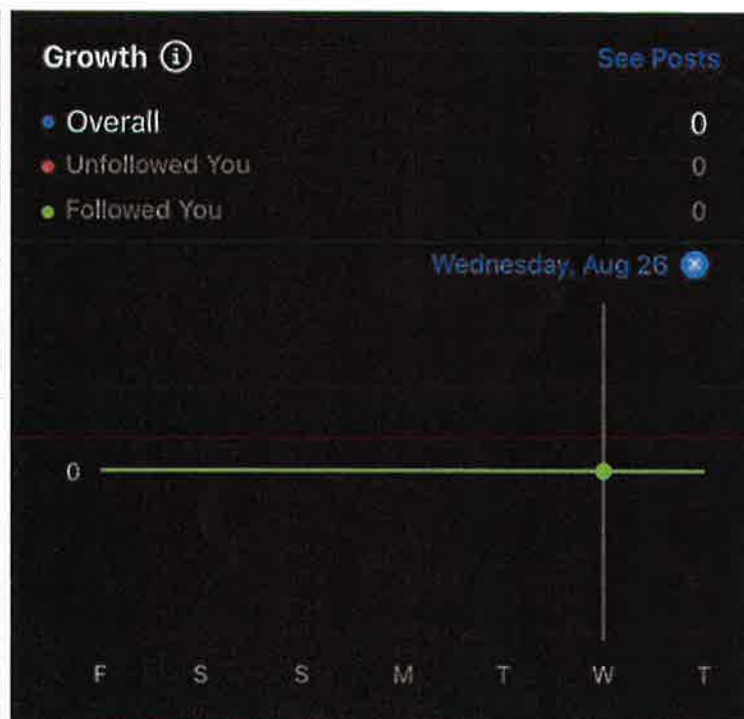 Growth ⓘ See Posts
Overall 0
Unfollowed You 0
Followed You 0
Wednesday, Aug 26
0
F S S M T W T